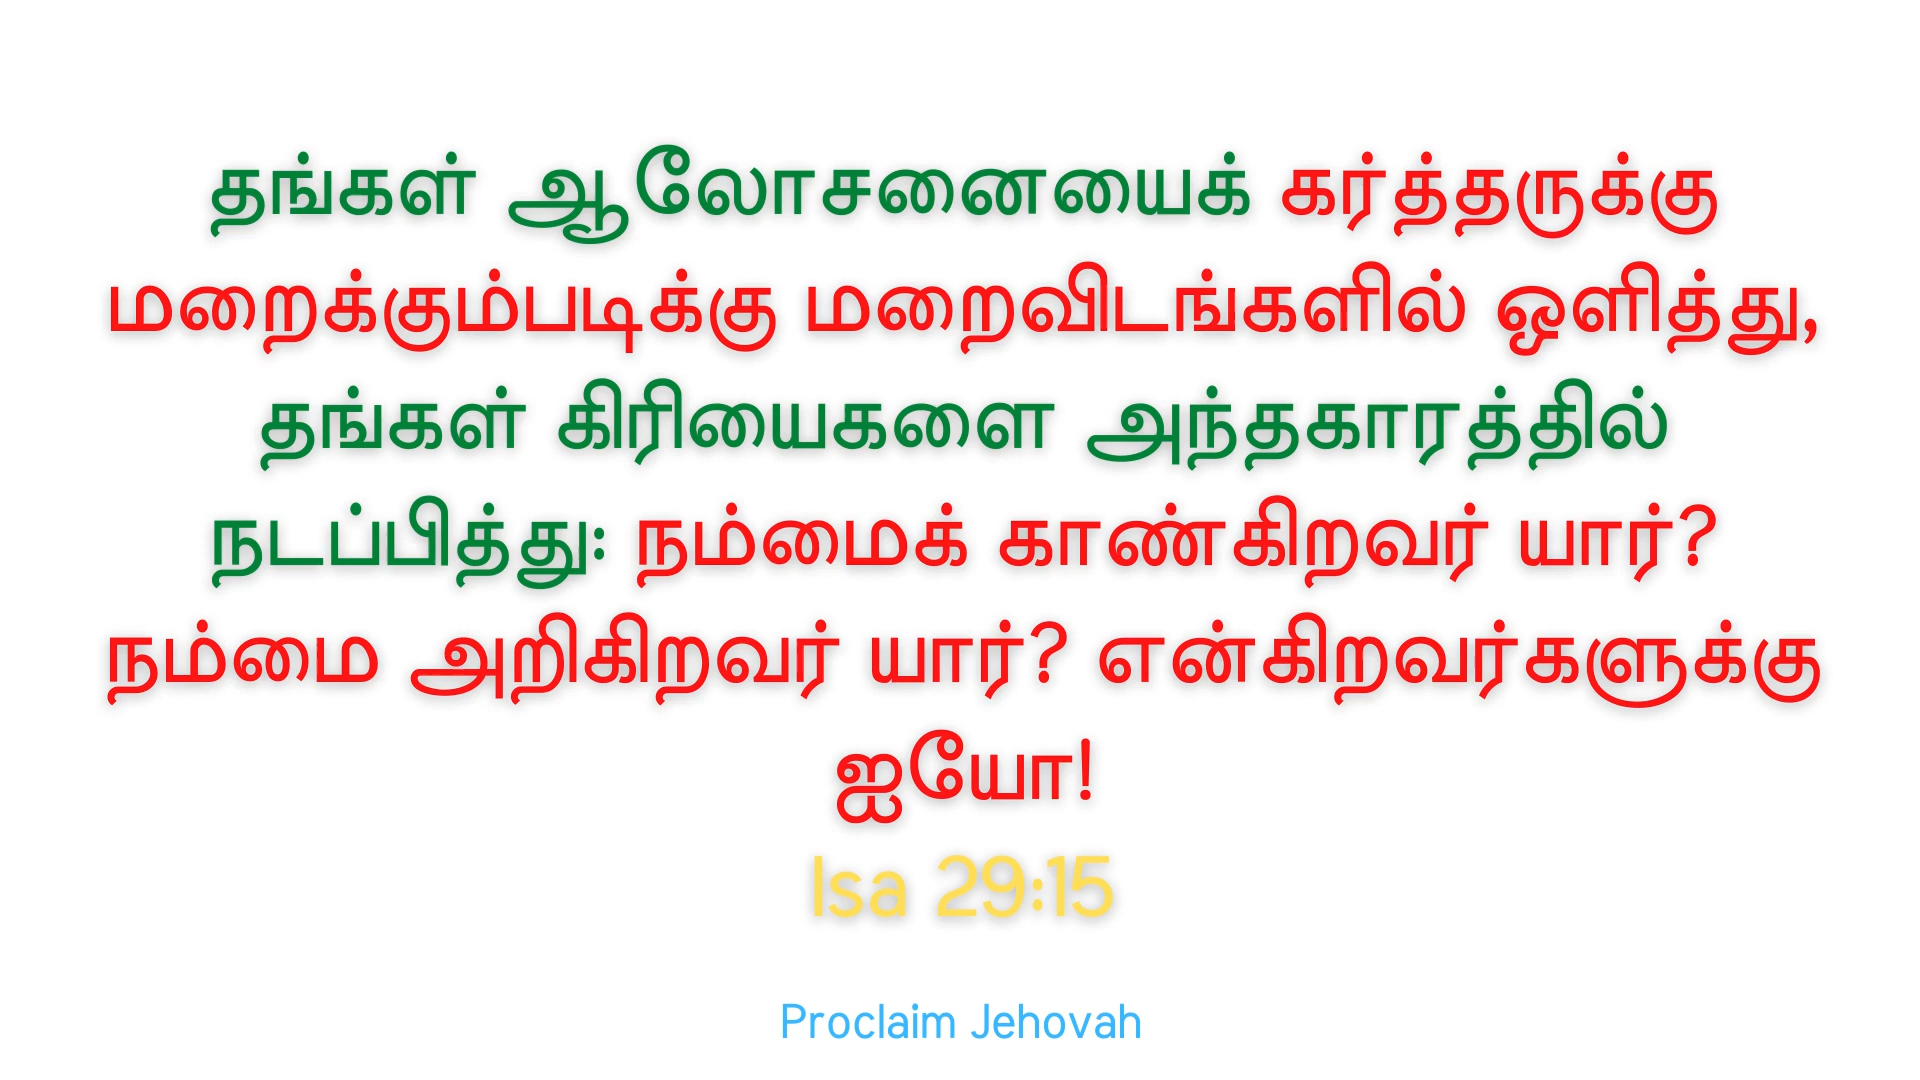 தங்கள் ஆலோசனையைக் கர்த்தருக்கு
மறைக்கும்படிக்கு மறைவிடங்களில் ஒளித்து,
தங்கள் கிரியைகளை அந்தகாரத்தில்
நடப்பித்து: நம்மைக் காண்கிறவர் யார்?
நம்மை அறிகிறவர் யார்? என்கிறவர்களுக்கு
ஐயோ!
Isa 29:15
Proclaim Jehovah